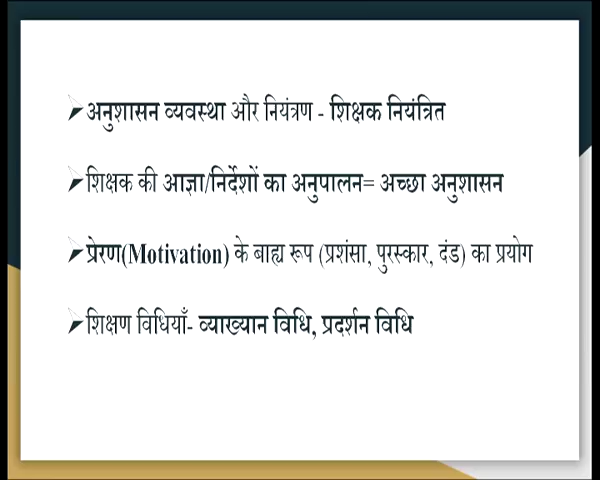 ➢अनुशासन व्यवस्था और नियंत्रण - शिक्षक नियंत्रित
➢शिक्षक की आज्ञा/निर्देशों का अनुपालन= अच्छा अनुशासन
➢प्रेरण(Motivation) के बाह्य रूप (प्रशंसा, पुरस्कार, दंड) का प्रयोग
➢शिक्षण विधियाँ- व्याख्यान विधि, प्रदर्शन विधि